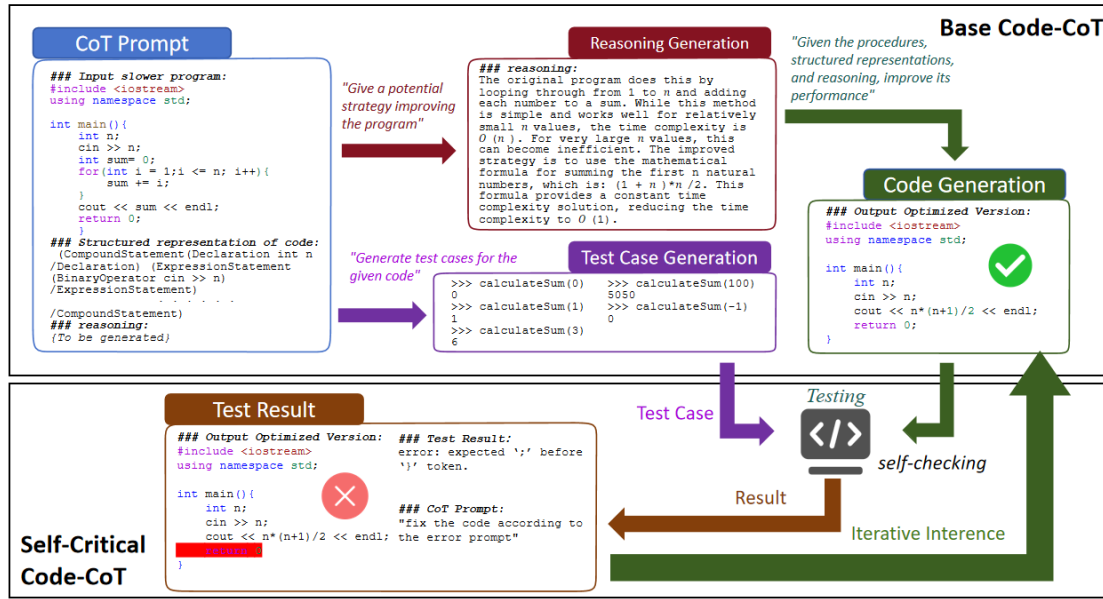 Base Code-CoT
CoT Prompt
### Input slower program:
#include <iostream>
using namespace std;
int main(){
int n;
cin >> n;
int sum= 0;
for(int i = 1;i <= n; i++){
sum += i;
}
cout << sum << endl;
return 0;
}
### Structured representation of code:
(CompoundStatement(Declaration int n
/Declaration) (ExpressionStatement
(BinaryOperator cin >> n)
/ExpressionStatement)
. . . . . .
/CompoundStatement)
### reasoning:
{To be generated}
"Give a potential
strategy improving
the program"
Reasoning Generation
### reasoning:
The original program does this by
looping through from 1 to n and adding
each number to a sum. While this method
is simple and works well for relatively
small n values, the time complexity is
O (n). For very large n values, this
can become inefficient. The improved
strategy is to use the mathematical
formula for summing the first n natural
numbers, which is: (1 + n)*n/2. This
formula provides a constant time
complexity solution, reducing the time
complexity to O (1).
"Given the procedures,
structured representations,
and reasoning, improve its
performance"
"Generate test cases for the
given code"
Test Case Generation
>>> calculateSum(0)
0
>>> calculateSum(1)
1
>>> calculateSum(3)
6
>>> calculateSum(100)
5050
>>> calculateSum(-1)
0
Code Generation
### Output Optimized Version:
#include <iostream>
using namespace std;
int main(){
int n;
cin >> n;
cout << n*(n+1)/2 << endl;
return 0;
}
Test Result
### Output Optimized Version:
#include <iostream>
using namespace std;
int main(){
int n;
cin >> n;
cout << n*(n+1)/2 << endl;
return 0
}
### Test Result:
error: expected ‘;’ before
‘}’ token.
### CoT Prompt:
"fix the code according to
the error prompt"
Test Case
Testing
</>
self-checking
Result
Iterative Inference
Self-Critical
Code-CoT